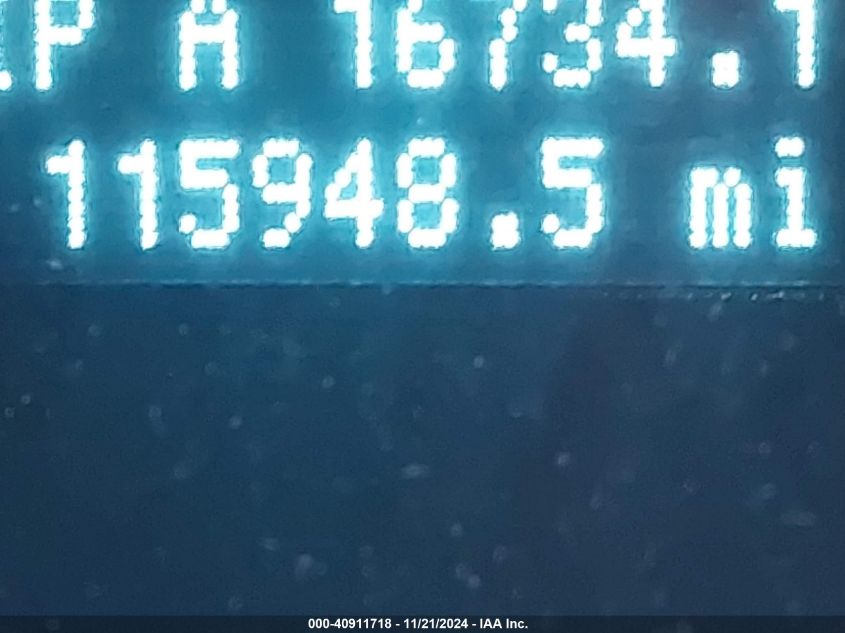 P A 16734.1
115948.5 mi
000-40911718 - 11/21/2024 - IAA Inc.